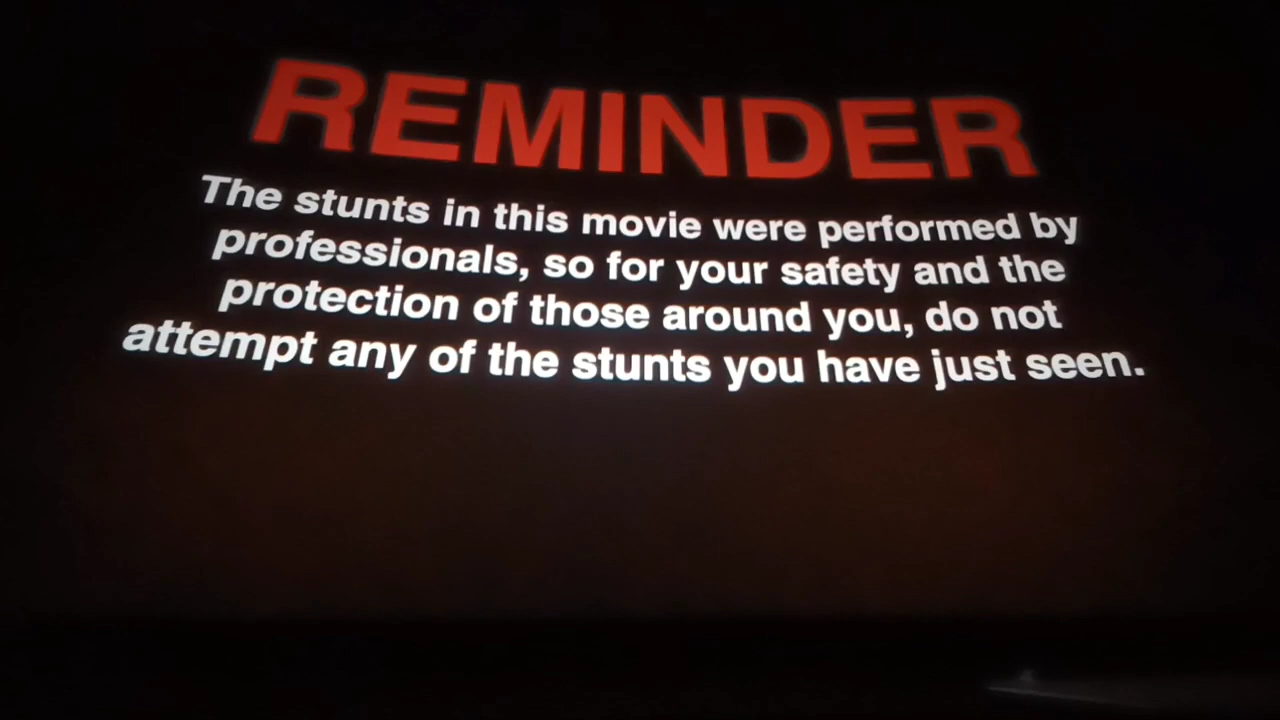 REMINDER
The stunts in this movie were performed by
professionals, so for your safety and the
protection of those around you, do not
attempt any of the stunts you have just seen.